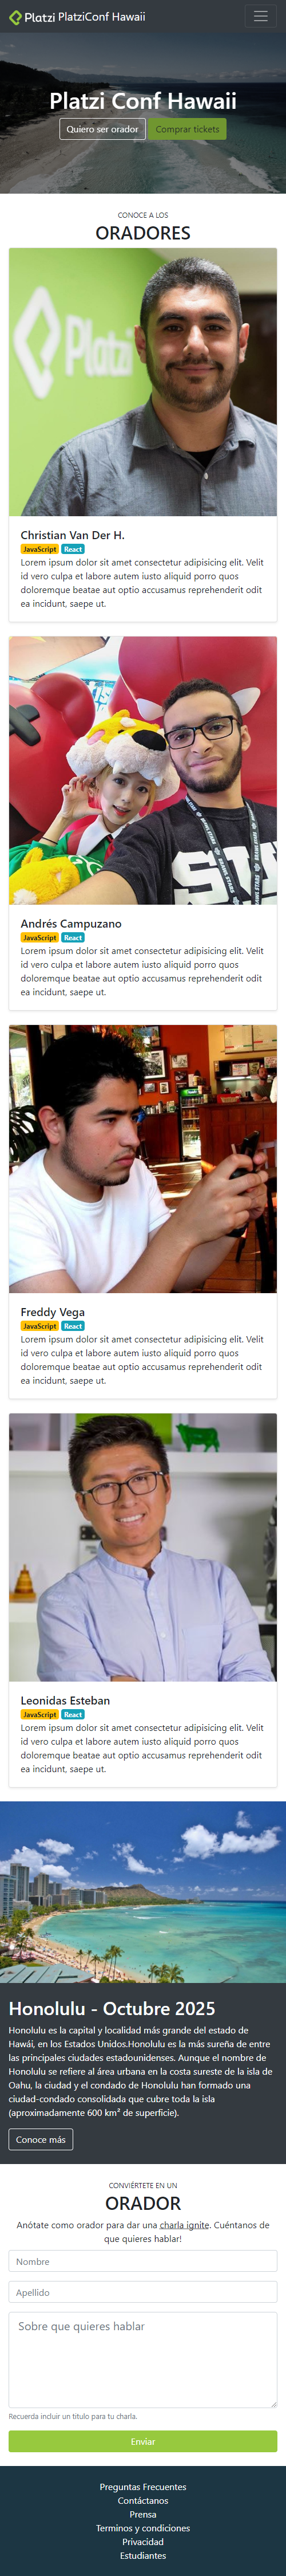 Platzi PlatziConf Hawaii
Platzi Conf Hawaii
Quiero ser orador Comprar tickets
CONOCE A LOS
ORADORES
Platzi
Christian Van Der H.
JavaScript React
Lorem ipsum dolor sit amet consectetur adipisicing elit. Velit
id vero culpa et labore autem iusto aliquid porro quos
doloremque beatae aut optio accusamus reprehenderit odit
ea incidunt, saepe ut.
Andrés Campuzano
JavaScript React
Lorem ipsum dolor sit amet consectetur adipisicing elit. Velit
id vero culpa et labore autem iusto aliquid porro quos
doloremque beatae aut optio accusamus reprehenderit odit
ea incidunt, saepe ut.
Freddy Vega
JavaScript React
Lorem ipsum dolor sit amet consectetur adipisicing elit. Velit
id vero culpa et labore autem iusto aliquid porro quos
doloremque beatae aut optio accusamus reprehenderit odit
ea incidunt, saepe ut.
Leonidas Esteban
JavaScript React
Lorem ipsum dolor sit amet consectetur adipisicing elit. Velit
id vero culpa et labore autem iusto aliquid porro quos
doloremque beatae aut optio accusamus reprehenderit odit
ea incidunt, saepe ut.
Honolulu - Octubre 2025
Honolulu es la capital y localidad más grande del estado de
Hawái, en los Estados Unidos.Honolulu es la más sureña de entre
las principales ciudades estadounidenses. Aunque el nombre de
Honolulu se refiere al área urbana en la costa sureste de la isla de
Oahu, la ciudad y el condado de Honolulu han formado una
ciudad-condado consolidada que cubre toda la isla
(aproximadamente 600 km² de superficie).
Conoce más
CONVIÉRTETE EN UN
ORADOR
Anótate como orador para dar una charla ignite. Cuéntanos de
que quieres hablar!
Nombre
Apellido
Sobre que quieres hablar
Recuerda incluir un titulo para tu charla.
Enviar
Preguntas Frecuentes
Contáctanos
Prensa
Terminos y condiciones
Privacidad
Estudiantes